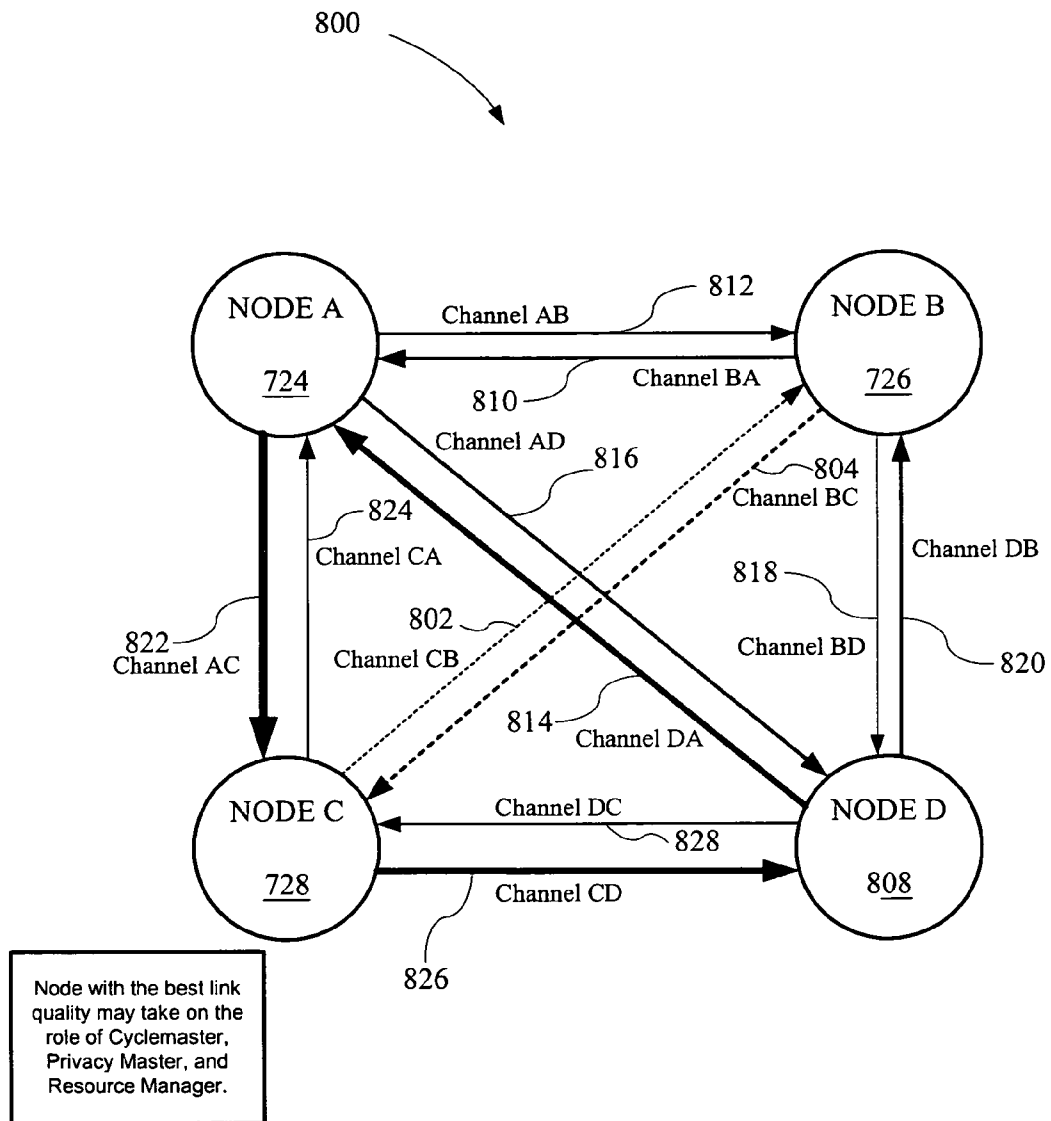 800
812
NODE A
Channel AB
NODE B
724
810
Channel BA
726
Channel AD
816
804
Channel BC
824
Channel CA
Channel DB
818
822
802
Channel AC
Channel CB
Channel BD
820
814
Channel DA
NODE C
Channel DC
NODE D
828
728
Channel CD
808
826
Node with the best link
quality may take on the
role of Cyclemaster,
Privacy Master, and
Resource Manager.